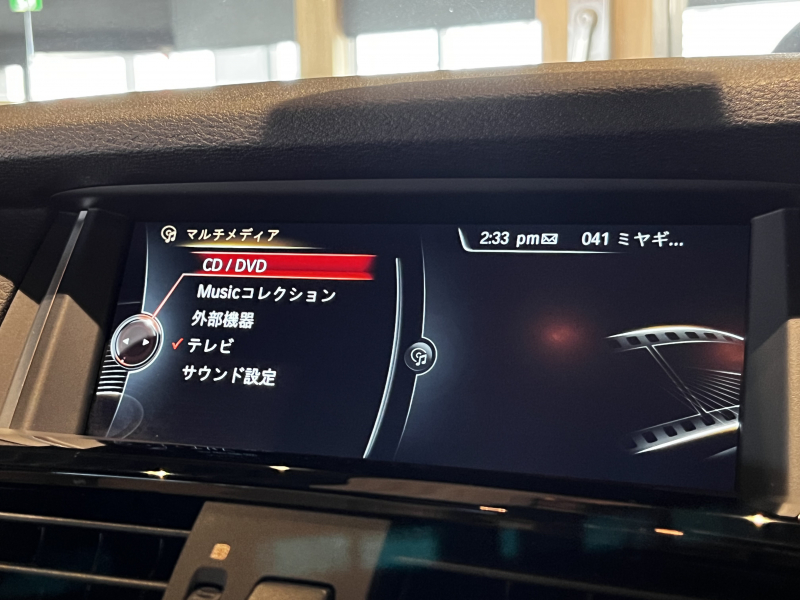 マルチメディア
2:33 pm 041 ミヤギ...
CD / DVD
Musicコレクション
外部機器
テレビ
サウンド設定